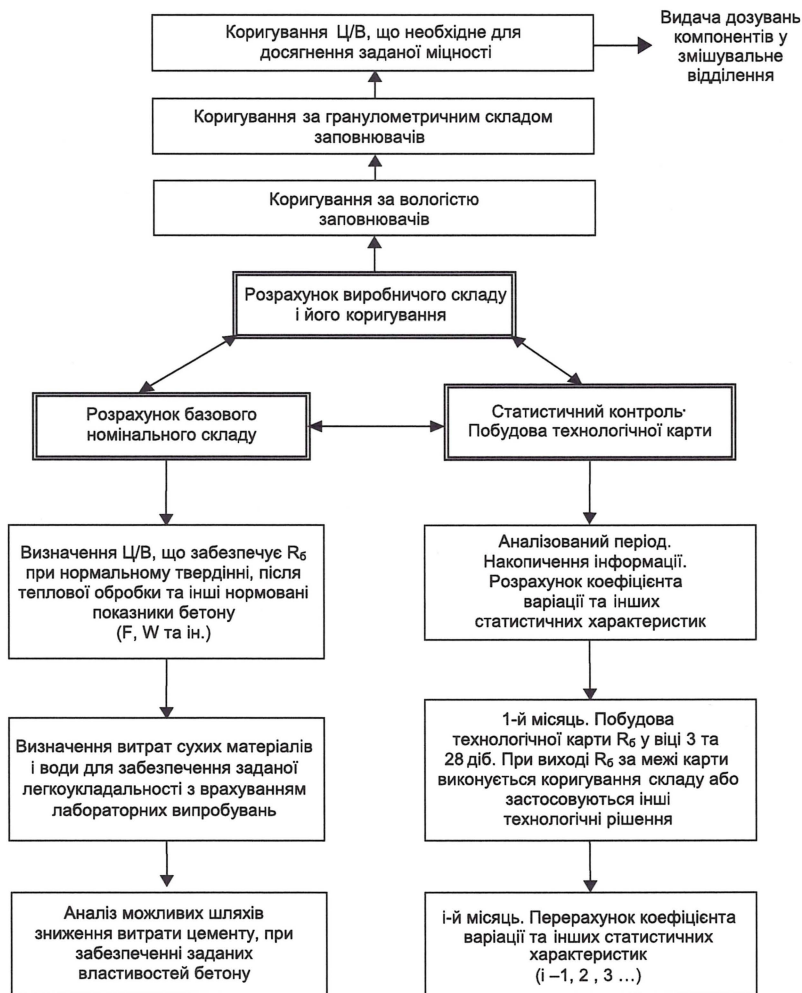 Коригування Ц/В, що необхідне для
досягнення заданої міцності
Видача дозувань
компонентів у
змішувальне
відділення
Коригування за гранулометричним складом
заповнювачів
Коригування за вологістю
заповнювачів
Розрахунок виробничого складу
і його коригування
Розрахунок базового
номінального складу
Статистичний контроль·
Побудова технологічної карти
Визначення Ц/В, що забезпечує Rб
при нормальному твердінні, після
теплової обробки та інші нормовані
показники бетону
(F, W та ін.)
Аналізований період.
Накопичення інформації.
Розрахунок коефіцієнта
варіації та інших
статистичних характеристик
Визначення витрат сухих матеріалів
і води для забезпечення заданої
легкоукладальності з врахуванням
лабораторних випробувань
1-й місяць. Побудова
технологічної карти Rб у віці 3 та
28 діб. При виході Rб за межі карти
виконується коригування складу або
застосовуються інші
технологічні рішення
Аналіз можливих шляхів
зниження витрати цементу, при
забезпеченні заданих
властивостей бетону
і-й місяць. Перерахунок коефіцієнта
варіації та інших статистичних
характеристик
(і –1, 2 , 3 ...)